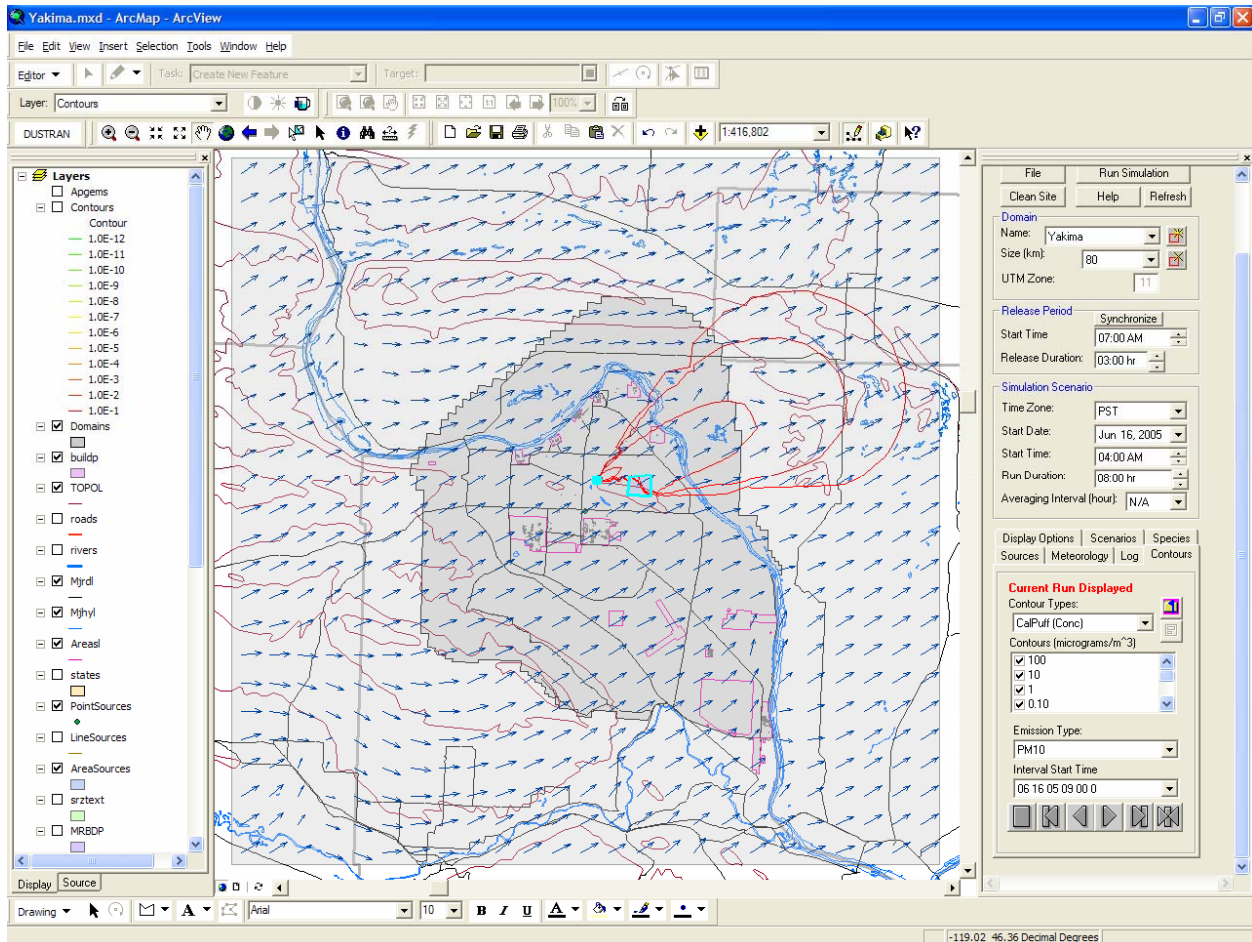 Yakima.mxd - ArcMap - ArcView
File Edit View Insert Selection Tools Window Help
Editor Task: Create New Feature Target:
Layer: Contours 1:1 100%
DUSTRAN 1:416,802
Layers
Apgems
Contours
Contour
1.0E-12
1.0E-11
1.0E-10
1.0E-9
1.0E-8
1.0E-7
1.0E-6
1.0E-5
1.0E-4
1.0E-3
1.0E-2
1.0E-1
Domains
buildp
TOPOL
roads
rivers
Mjrdl
Mjhyl
Areasl
states
PointSources
LineSources
AreaSources
srztext
MRBDP
Display Source
File Run Simulation
Clean Site Help Refresh
Domain
Name: Yakima
Size (km): 80
UTM Zone: 11
Release Period
Synchronize
Start Time 07:00 AM
Release Duration: 03:00 hr
Simulation Scenario
Time Zone: PST
Start Date: Jun 16, 2005
Start Time: 04:00 AM
Run Duration: 08:00 hr
Averaging Interval (hour): N/A
Display Options Scenarios Species
Sources Meteorology Log Contours
Current Run Displayed
Contour Types:
CalPuff (Conc)
Contours (micrograms/m^3)
100
10
1
0.10
Emission Type:
PM10
Interval Start Time
06 16 05 09 00 0
Drawing A Arial 10 B I U A
-119.02 46.36 Decimal Degrees